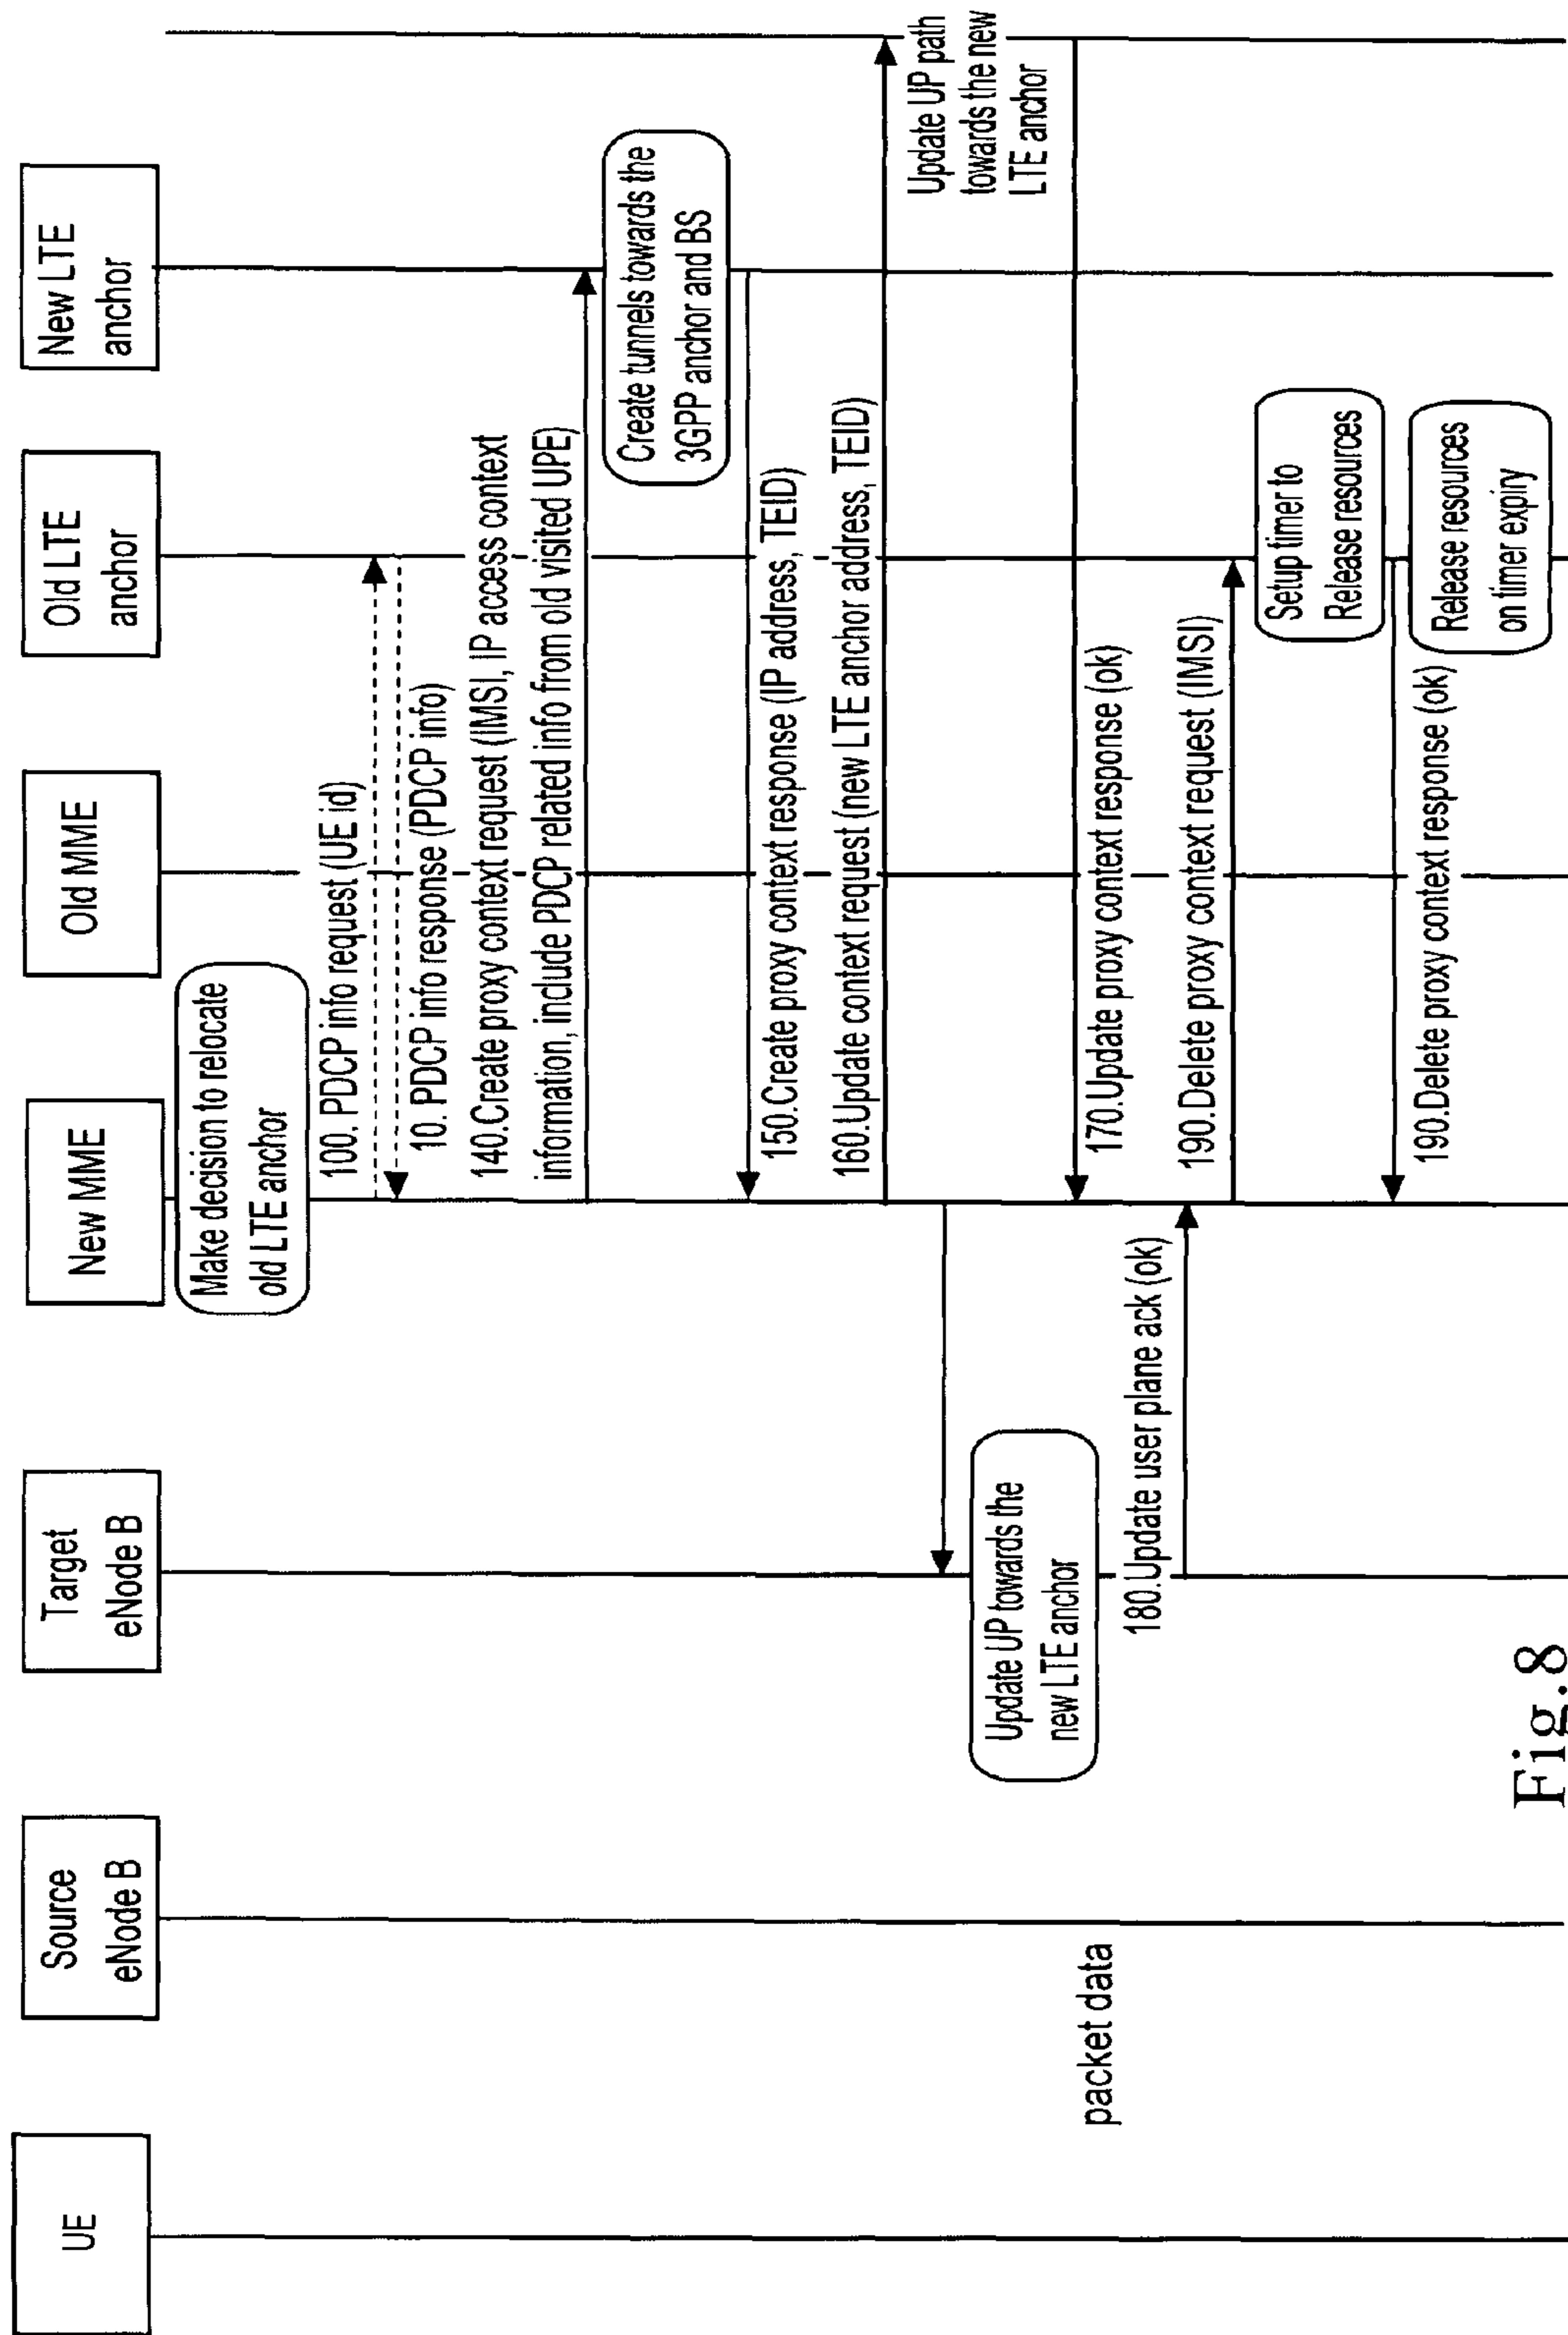 UE
Source
eNode B
Target
eNode B
New MME
Old MME
Old LTE
anchor
New LTE
anchor
Make decision to relocate
old LTE anchor
100. PDCP info request (UE id)
10. PDCP info response (PDCP info)
140.Create proxy context request (IMSI, IP access context
information, include PDCP related info from old visited UPE)
Create tunnels towards the
3GPP anchor and BS
150.Create proxy context response (IP address, TEID)
160.Update context request (new LTE anchor address, TEID)
Update UP path
towards the new
LTE anchor
Update UP towards the
new LTE anchor
packet data
170.Update proxy context response (ok)
180.Update user plane ack (ok)
190.Delete proxy context request (IMSI)
Setup timer to
Release resources
190.Delete proxy context response (ok)
Release resources
on timer expiry
Fig.8